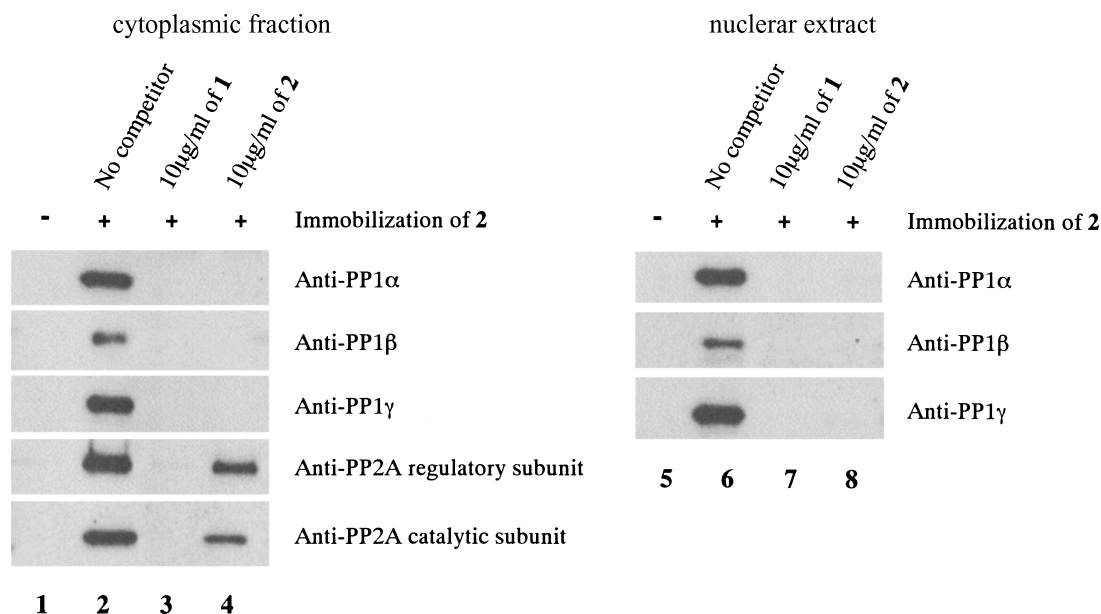 cytoplasmic fraction
No competitor
10μg/ml of 1
10μg/ml of 2
- + + + Immobilization of 2
Anti-PP1α
Anti-PP1β
Anti-PP1γ
Anti-PP2A regulatory subunit
Anti-PP2A catalytic subunit
1 2 3 4
nuclerar extract
No competitor
10μg/ml of 1
10μg/ml of 2
- + + + Immobilization of 2
Anti-PP1α
Anti-PP1β
Anti-PP1γ
5 6 7 8